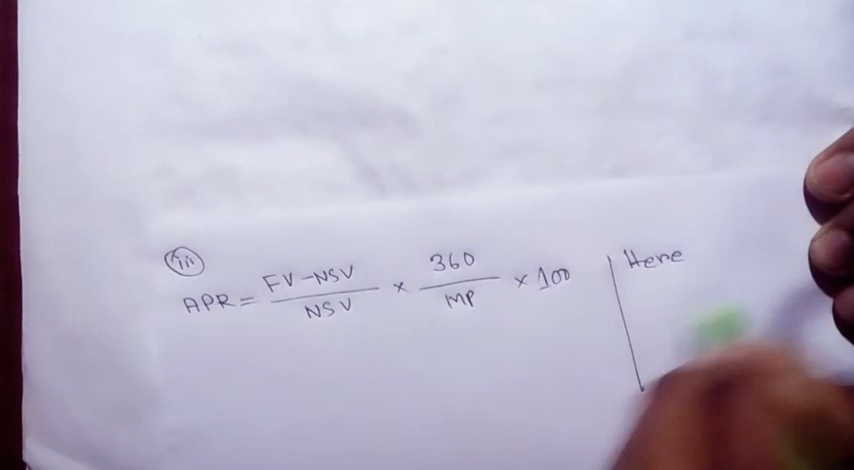 (iii)
APR = FV-NSV / NSV × 360 / MP × 100
Here